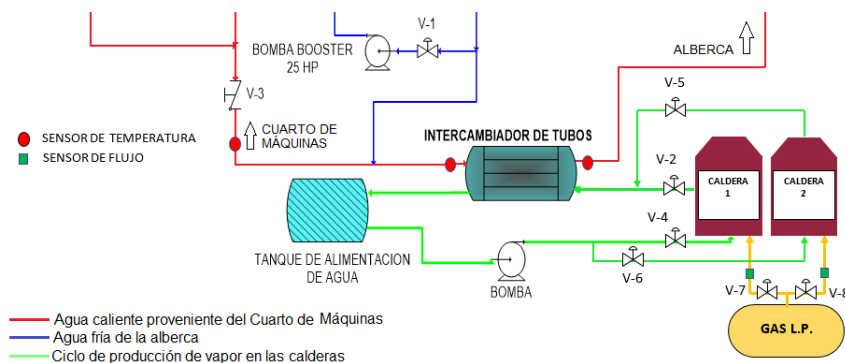 V-1
BOMBA BOOSTER
25 HP
ALBERCA
V-5
V-3
SENSOR DE TEMPERATURA
SENSOR DE FLUJO
CUARTO DE
MÁQUINAS
INTERCAMBIADOR DE TUBOS
V-2
CALDERA
1
CALDERA
2
V-4
TANQUE DE ALIMENTACION
DE AGUA
BOMBA
V-6
V-7
V-8
GAS L.P.
Agua caliente proveniente del Cuarto de Máquinas
Agua fría de la alberca
Ciclo de producción de vapor en las calderas